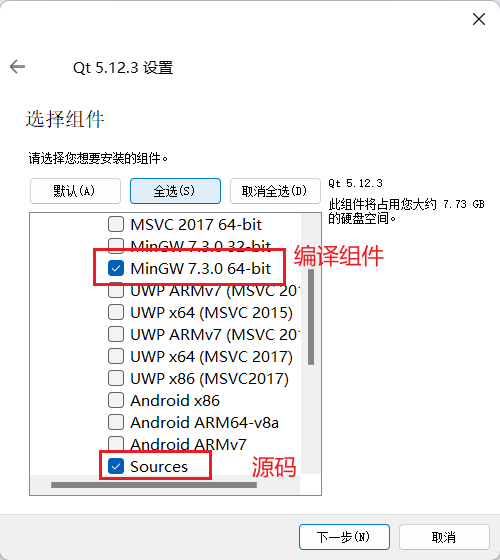 Qt 5.12.3 设置
选择组件
请选择您想要安装的组件。
默认(A) 全选(S) 取消全选(D)
Qt 5.12.3
此组件将占用您大约 7.73 GB
的硬盘空间。
MSVC 2017 64-bit
MinGW 7.3.0 32-bit
MinGW 7.3.0 64-bit
编译组件
UWP ARMv7 (MSVC 201
UWP x64 (MSVC 2015)
UWP ARMv7 (MSVC 201
UWP x64 (MSVC 2017)
UWP x86 (MSVC2017)
Android x86
Android ARM64-v8a
Android ARMv7
Sources
源码
下一步(N) 取消